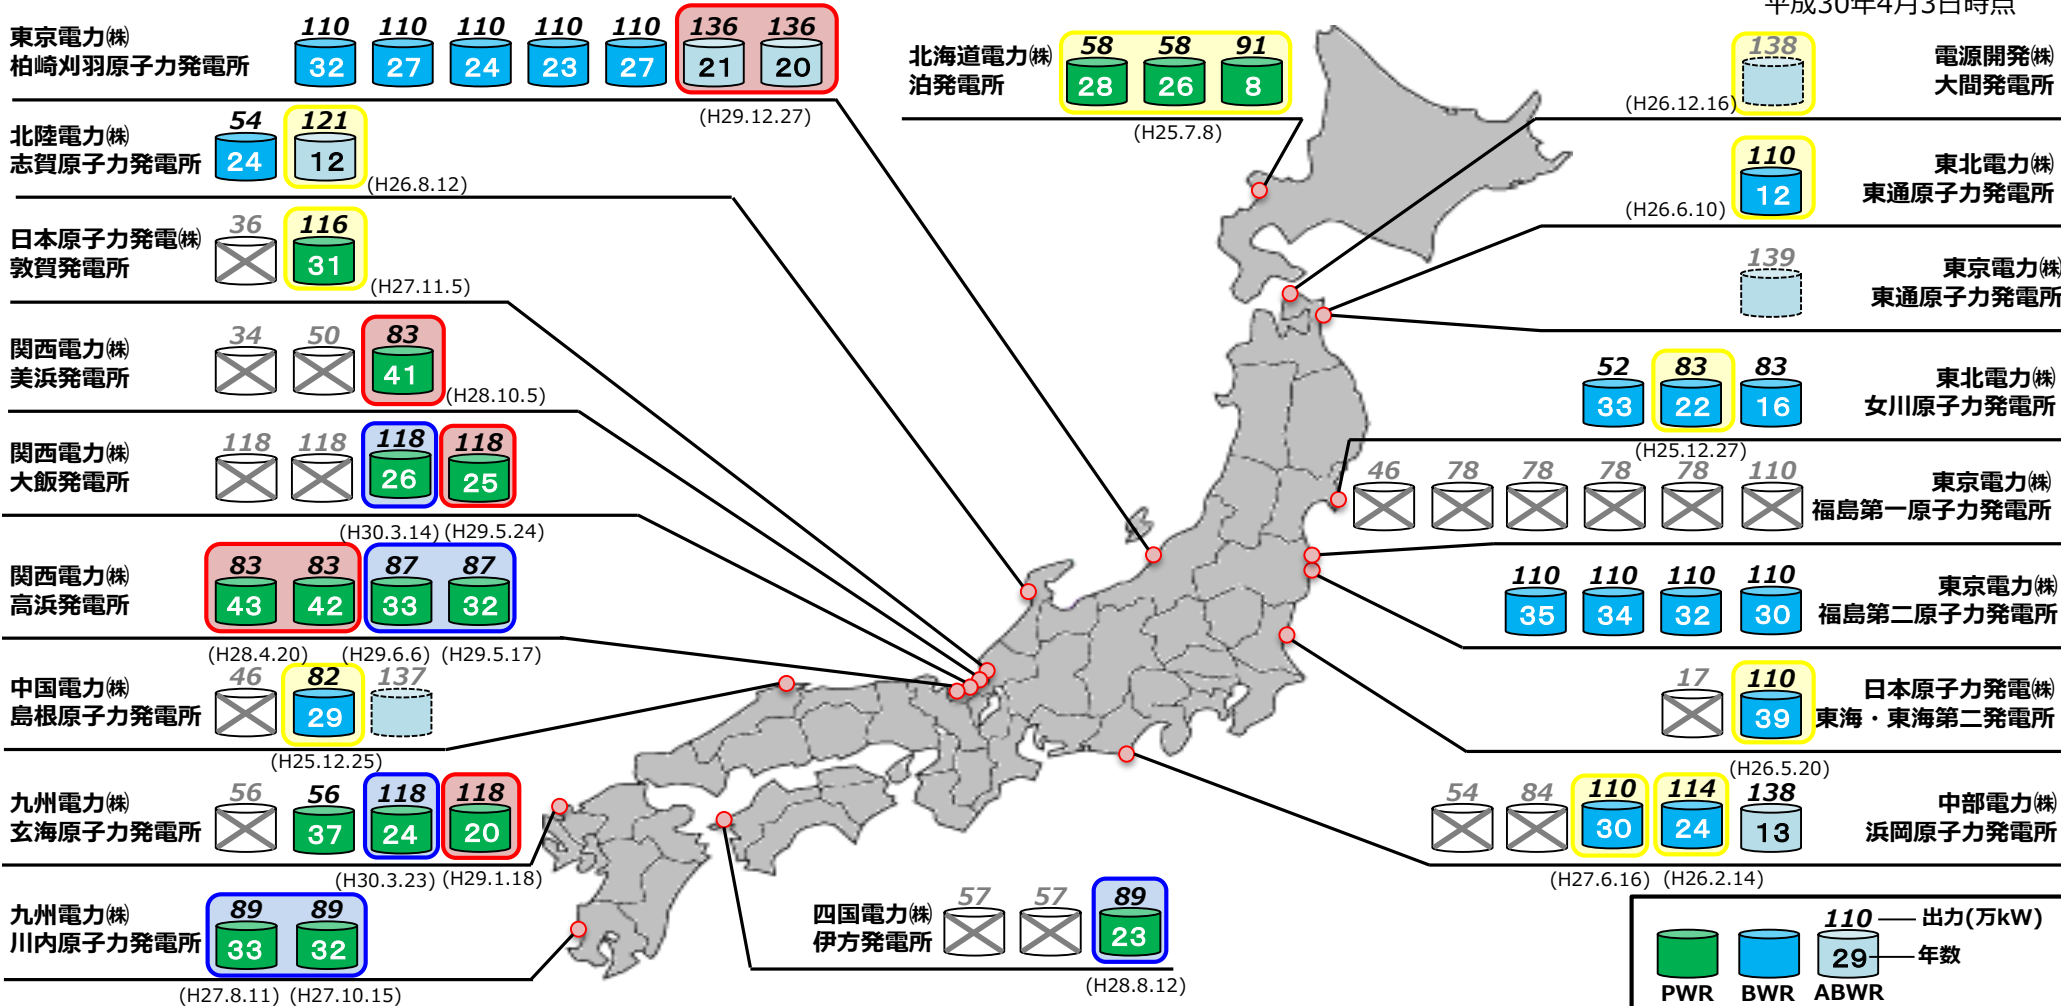 平成30年4月3日時点
東京電力㈱
柏崎刈羽原子力発電所
110 110 110 110 110 136 136
32 27 24 23 27 21 20
(H29.12.27)
北陸電力㈱
志賀原子力発電所
54 121
24 12
(H26.8.12)
日本原子力発電㈱
敦賀発電所
36 116
31
(H27.11.5)
関西電力㈱
美浜発電所
34 50 83
41
(H28.10.5)
関西電力㈱
大飯発電所
118 118 118 118
26 25
(H30.3.14) (H29.5.24)
関西電力㈱
高浜発電所
83 83 87 87
43 42 33 32
(H28.4.20) (H29.6.6) (H29.5.17)
中国電力㈱
島根原子力発電所
46 82 137
29
(H25.12.25)
九州電力㈱
玄海原子力発電所
56 56 118 118
37 24 20
(H30.3.23) (H29.1.18)
九州電力㈱
川内原子力発電所
89 89
33 32
(H27.8.11) (H27.10.15)
北海道電力㈱
泊発電所
58 58 91
28 26 8
(H25.7.8)
四国電力㈱
伊方発電所
57 57 89
23
(H28.8.12)
138
電源開発㈱
大間発電所
(H26.12.16)
110
12
東北電力㈱
東通原子力発電所
(H26.6.10)
139
東京電力㈱
東通原子力発電所
52 83 83
33 22 16
東北電力㈱
女川原子力発電所
(H25.12.27)
46 78 78 78 78 110
東京電力㈱
福島第一原子力発電所
110 110 110 110
35 34 32 30
東京電力㈱
福島第二原子力発電所
17 110
39
日本原子力発電㈱
東海・東海第二発電所
(H26.5.20)
54 84 110 114 138
30 24 13
中部電力㈱
浜岡原子力発電所
(H27.6.16) (H26.2.14)
110 出力(万kW)
29 年数
PWR BWR ABWR